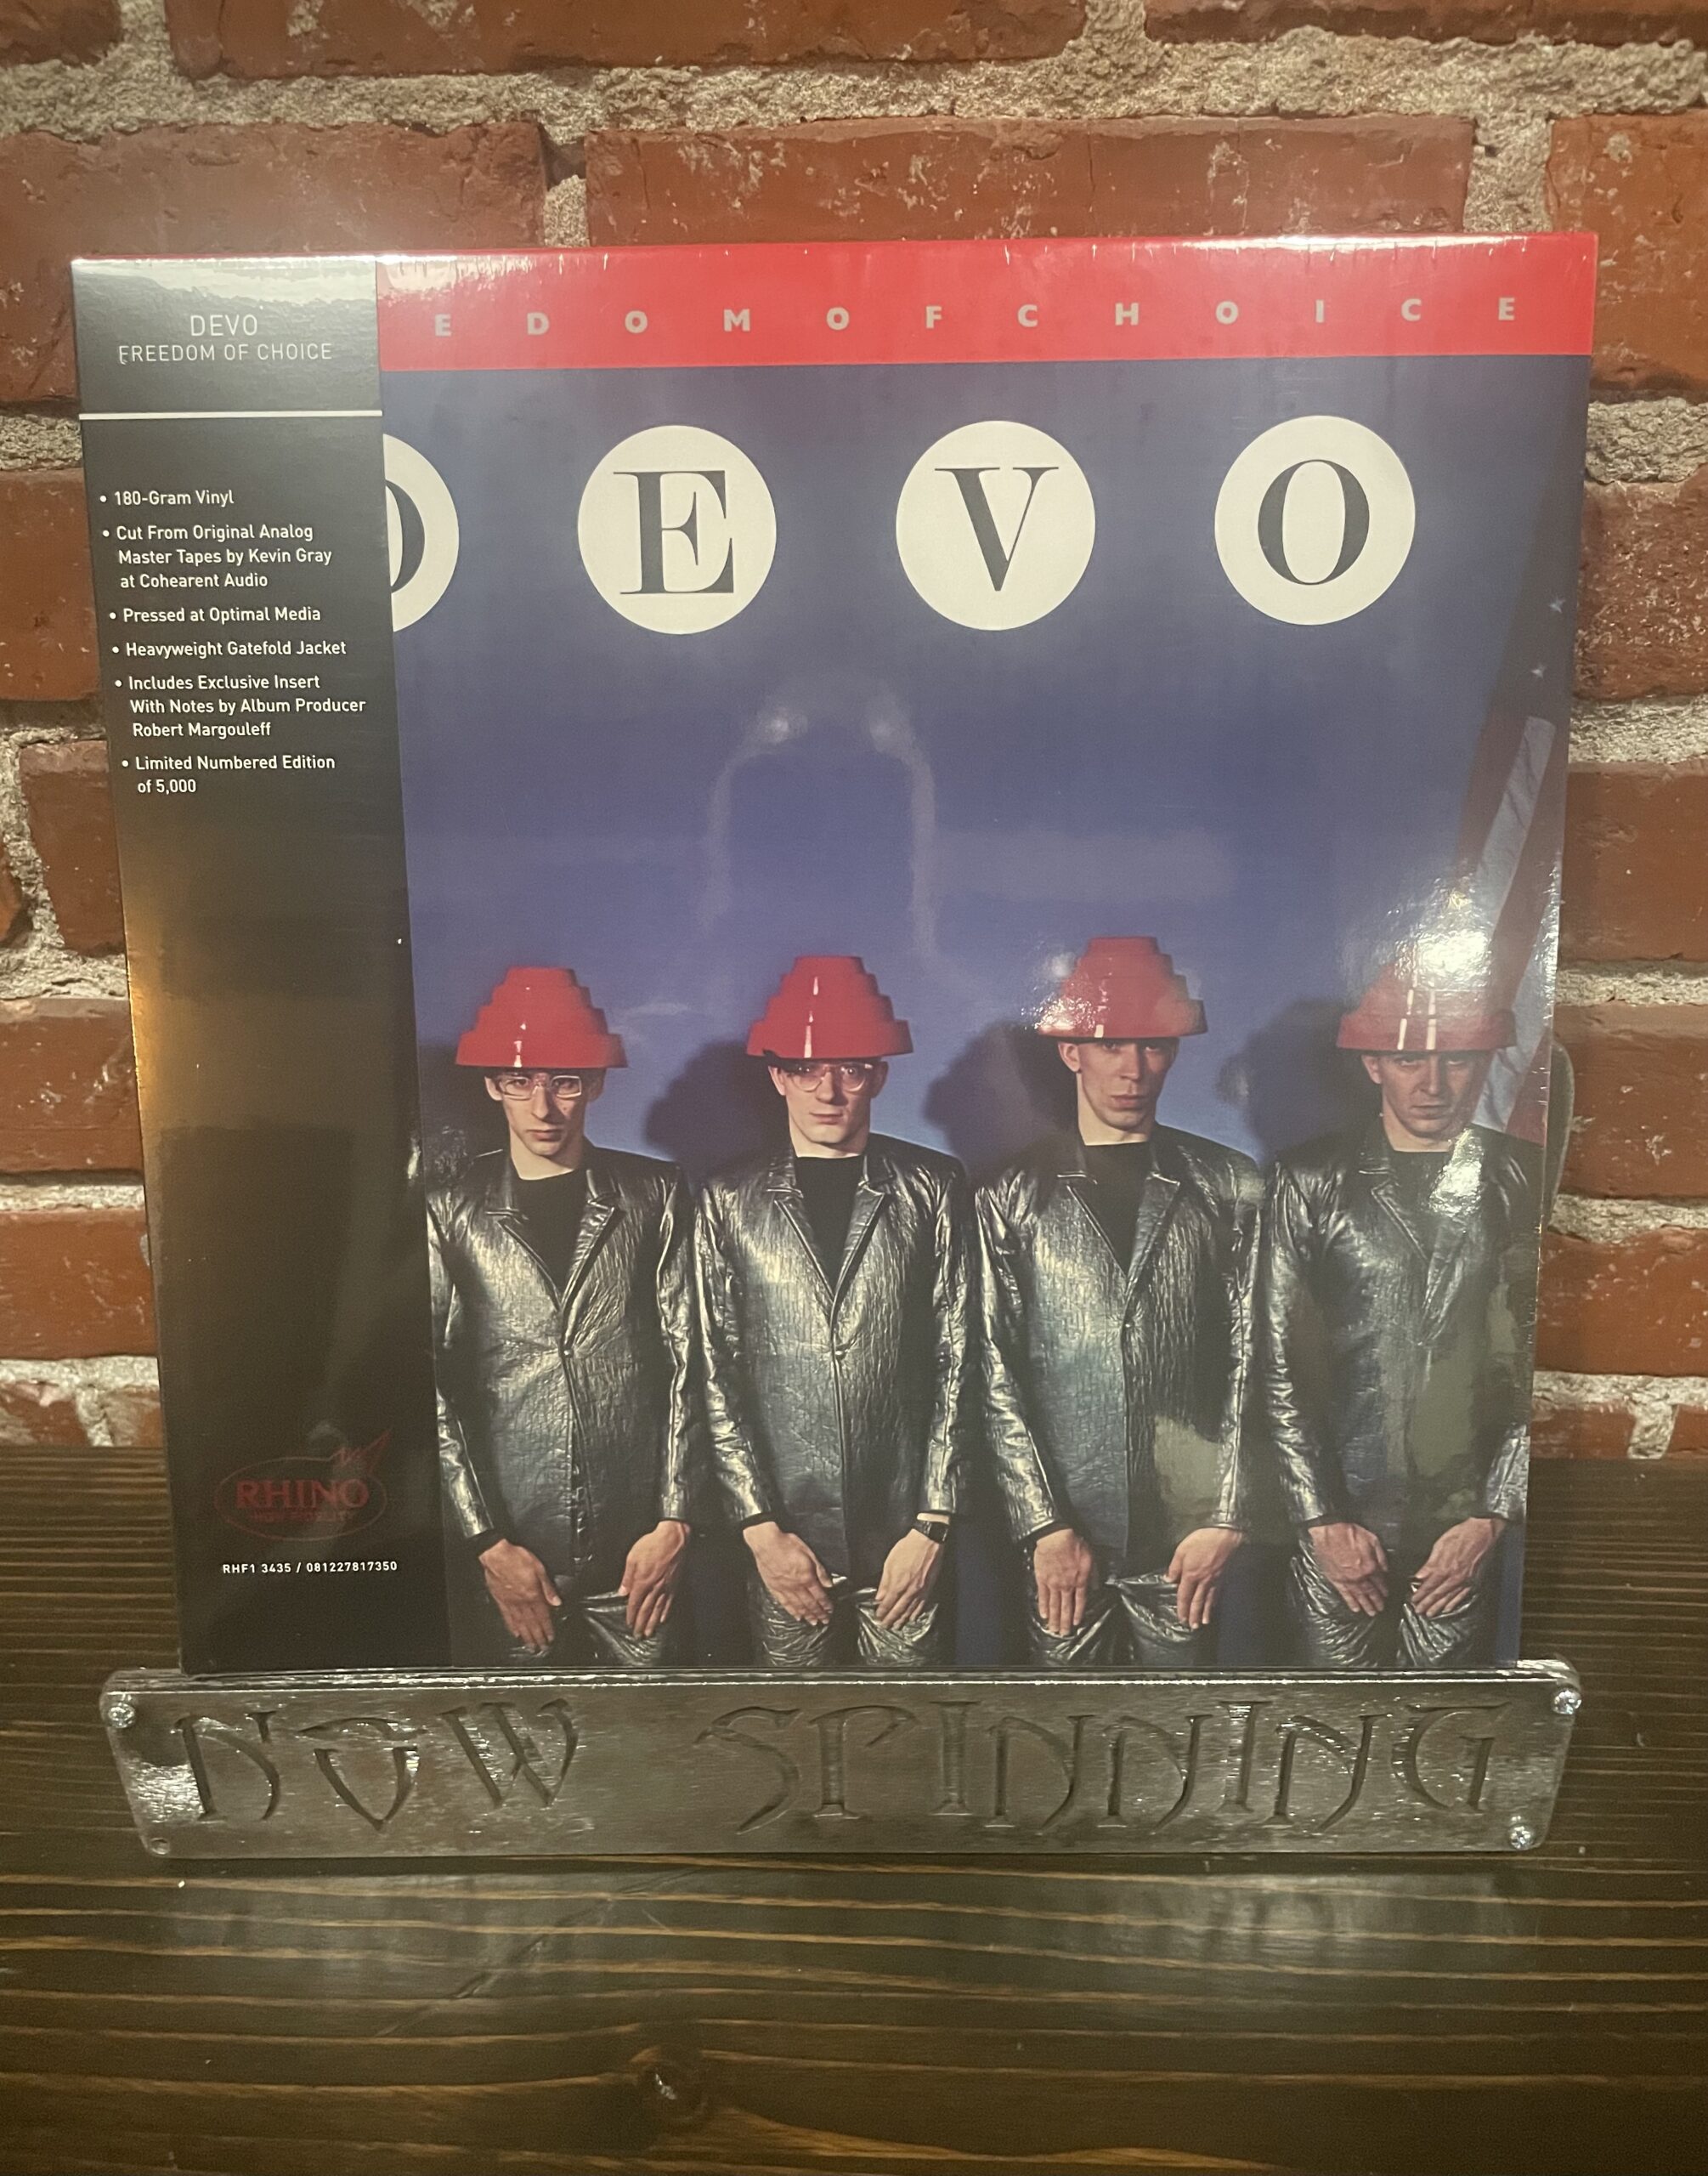 DEVO
FREEDOM OF CHOICE
• 180-Gram Vinyl
• Cut From Original Analog
Master Tapes by Kevin Gray
at Cohearent Audio
• Pressed at Optimal Media
• Heavyweight Gatefold Jacket
• Includes Exclusive Insert
With Notes by Album Producer
Robert Margouleff
• Limited Numbered Edition
of 5,000
RHINO
HIGH FIDELITY
RHF1 3435 / 081227817350
E D O M O F C H O I C E
D E V O
NOW SPINNING